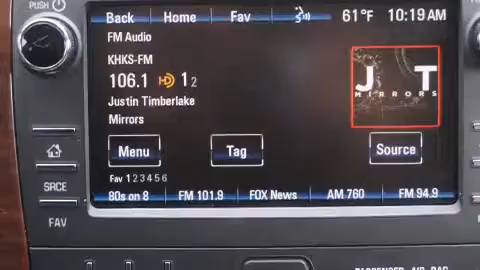 PUSH
Back Home Fav 61°F 10:19AM
FM Audio
KHKS-FM
106.1 HD 1 2
Justin Timberlake
Mirrors
J T
MIRRORS
Menu Tag Source
Fav 1 2 3 4 5 6
80s on 8 FM 101.9 FOX News AM 760 FM 94.9
SRCE
FAV
PASSENGER AIR BAG